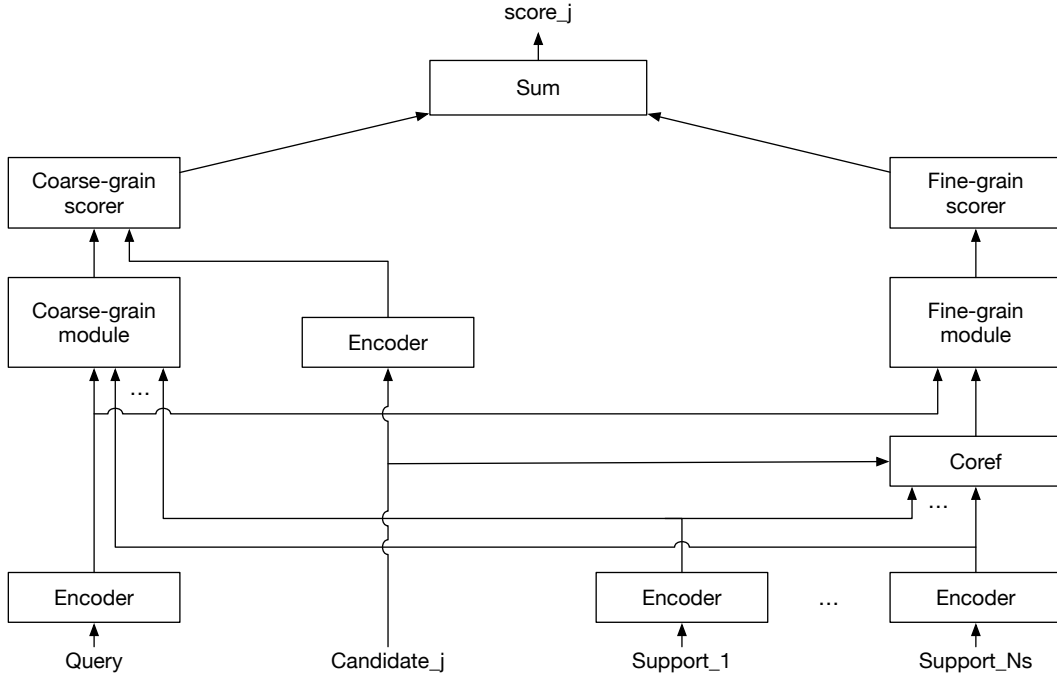 score_j
Sum
Coarse-grain
scorer
Fine-grain
scorer
Coarse-grain
module
Encoder
Fine-grain
module
...
Coref
...
Encoder
Encoder
...
Encoder
Query
Candidate_j
Support_1
Support_Ns